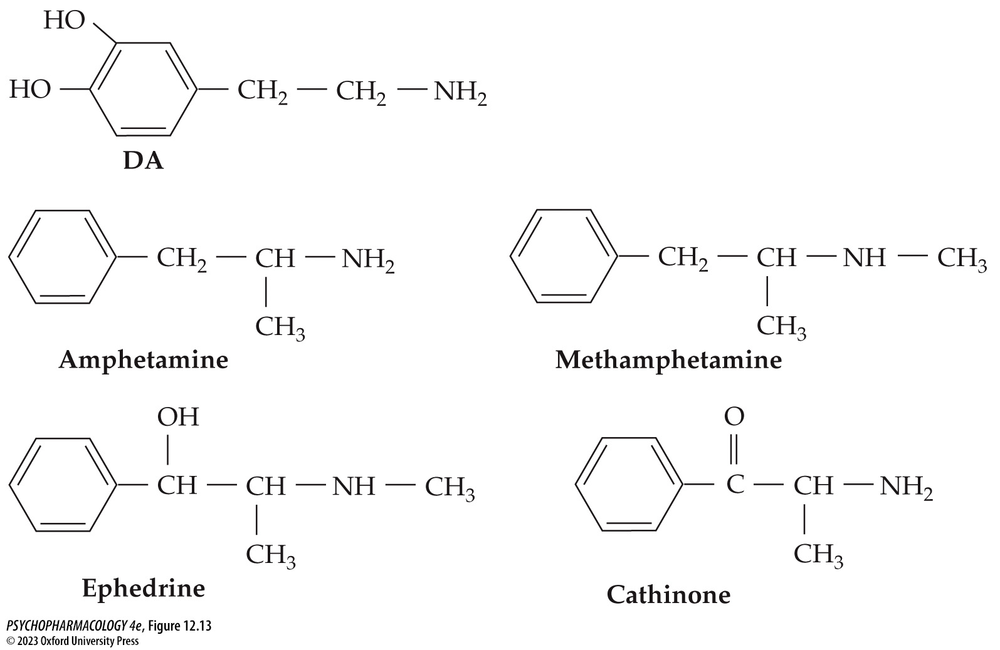 HO
HO CH₂ CH₂ NH₂
DA
CH₂ CH NH₂
CH₃
Amphetamine
CH₂ CH NH CH₃
CH₃
Methamphetamine
OH
CH CH NH CH₃
CH₃
Ephedrine
O
C CH NH₂
CH₃
Cathinone
PSYCHOPHARMACOLOGY 4e, Figure 12.13
© 2023 Oxford University Press